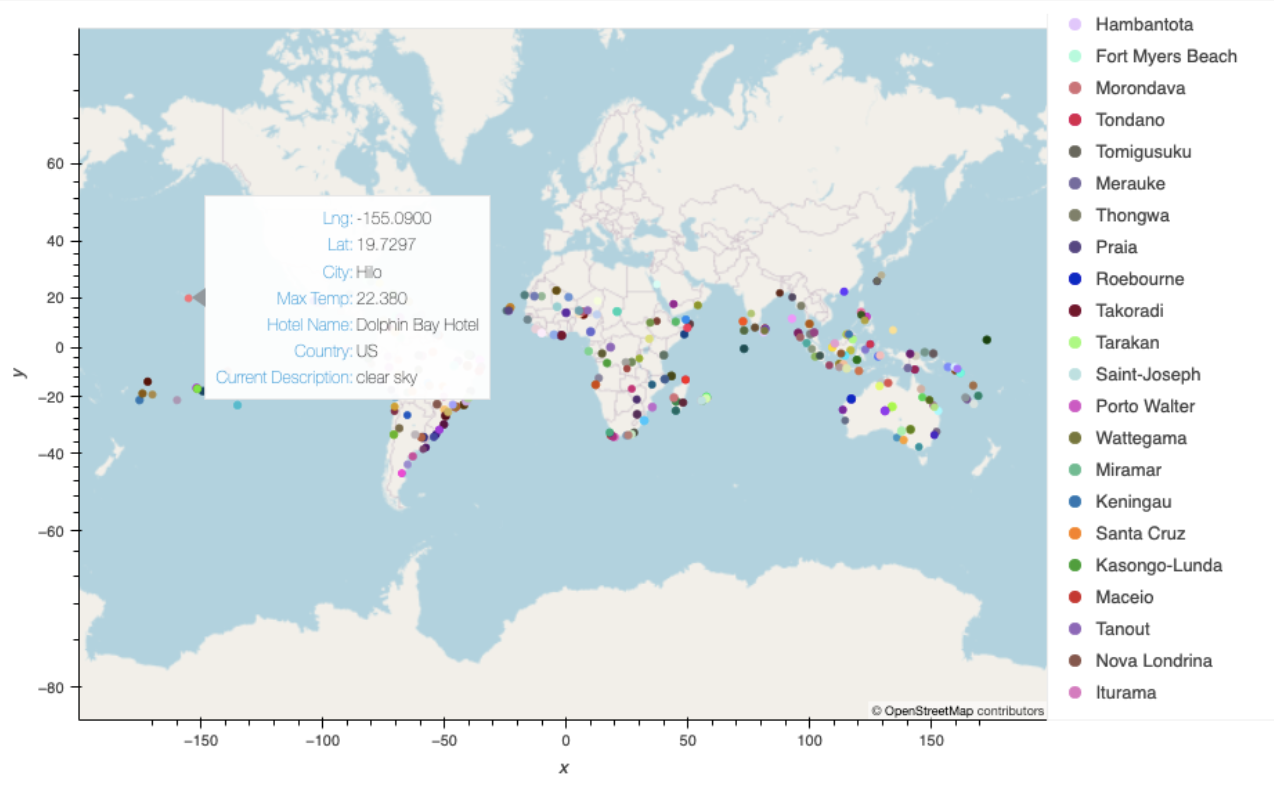 Hambantota
Fort Myers Beach
Morondava
Tondano
Tomigusuku
Merauke
Thongwa
Praia
Roebourne
Takoradi
Tarakan
Saint-Joseph
Porto Walter
Wattegama
Miramar
Keningau
Santa Cruz
Kasongo-Lunda
Maceio
Tanout
Nova Londrina
Iturama
Lng: -155.0900
Lat: 19.7297
City: Hilo
Max Temp: 22.380
Hotel Name: Dolphin Bay Hotel
Country: US
Current Description: clear sky
60
40
20
0
−20
−40
−60
−80
y
© OpenStreetMap contributors
−150 −100 −50 0 50 100 150
x